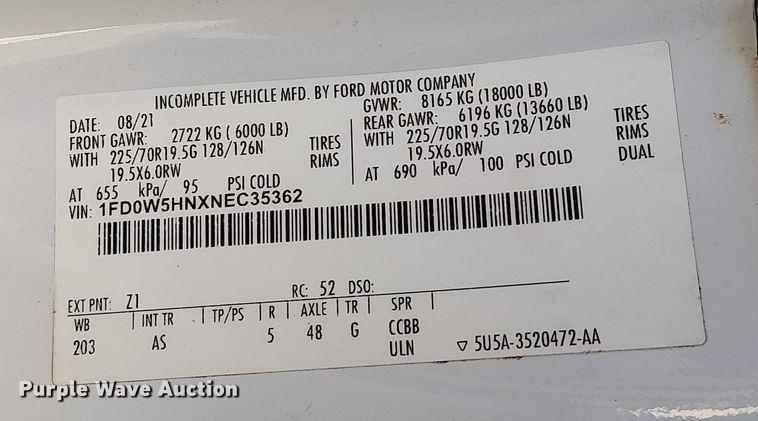 INCOMPLETE VEHICLE MFD. BY FORD MOTOR COMPANY
DATE: 08/21
GVWR: 8165 KG (18000 LB)
FRONT GAWR: 2722 KG ( 6000 LB)
REAR GAWR: 6196 KG (13660 LB)
WITH 225/70R19.5G 128/126N TIRES
WITH 225/70R19.5G 128/126N TIRES
19.5X6.0RW RIMS
19.5X6.0RW RIMS
AT 655 kPa/ 95 PSI COLD
AT 690 kPa/ 100 PSI COLD DUAL
VIN: 1FD0W5HNXNEC35362
EXT PNT: Z1 RC: 52 DSO:
WB | INT TR | TP/PS | R | AXLE | TR | SPR |
203 AS 5 48 G CCBB
ULN ▽ 5U5A-3520472-AA
Purple Wave Auction